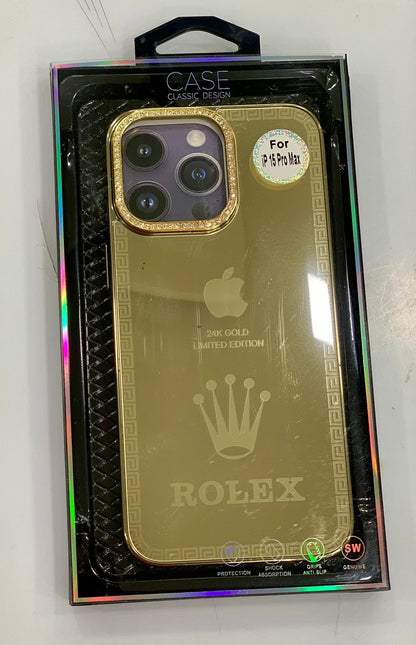 CASE
CLASSIC DESIGN
For
iP 15 Pro Max
24K GOLD
LIMITED EDITION
ROLEX
SW
PROTECTION
SHOCK
ABSORPTION
GRIPS
ANTI SLIP
GENUINE